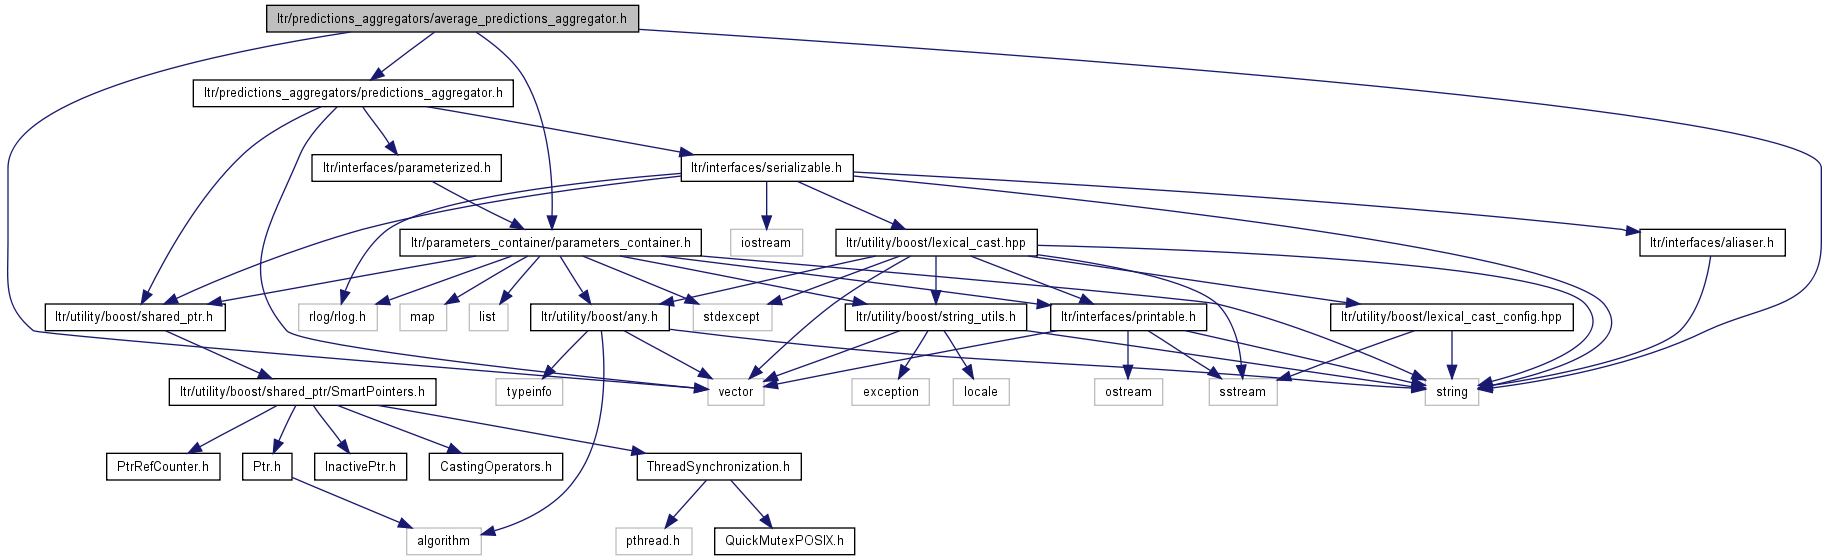 ltr/predictions_aggregators/average_predictions_aggregator.h
ltr/predictions_aggregators/predictions_aggregator.h
ltr/interfaces/parameterized.h
ltr/interfaces/serializable.h
ltr/parameters_container/parameters_container.h
iostream
ltr/utility/boost/lexical_cast.hpp
ltr/interfaces/aliaser.h
ltr/utility/boost/shared_ptr.h
rlog/rlog.h
map
list
ltr/utility/boost/any.h
stdexcept
ltr/utility/boost/string_utils.h
ltr/interfaces/printable.h
ltr/utility/boost/lexical_cast_config.hpp
ltr/utility/boost/shared_ptr/SmartPointers.h
typeinfo
vector
exception
locale
ostream
sstream
string
PtrRefCounter.h
Ptr.h
InactivePtr.h
CastingOperators.h
ThreadSynchronization.h
algorithm
pthread.h
QuickMutexPOSIX.h